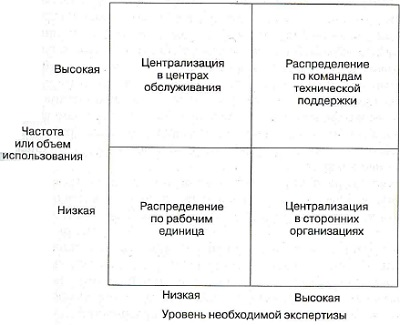 Высокая
Централизация
в центрах
обслуживания
Распределение
по командам
технической
поддержки
Частота
или объем
использования
Низкая
Распределение
по рабочим
единица
Централизация
в сторонних
организациях
Низкая
Высокая
Уровень необходимой экспертизы